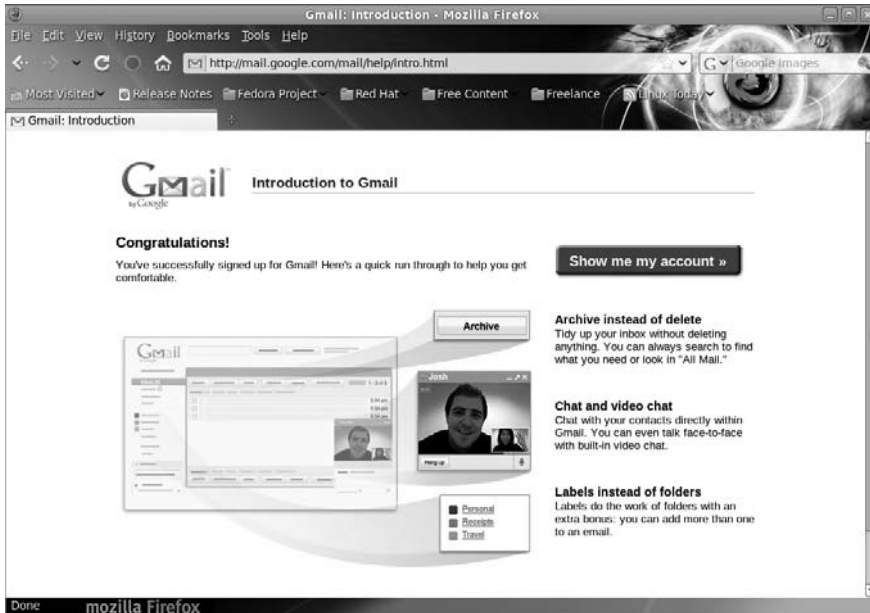 Gmail: Introduction - Mozilla Firefox
File Edit View History Bookmarks Tools Help
http://mail.google.com/mail/help/intro.html
G Google Images
Most Visited Release Notes Fedora Project Red Hat Free Content Freelance Linux Today
Gmail: Introduction
Gmail
by Google
Introduction to Gmail
Congratulations!
You've successfully signed up for Gmail! Here's a quick run through to help you get
comfortable.
Show me my account »
Gmail
Archive
Archive instead of delete
Tidy up your inbox without deleting
anything. You can always search to find
what you need or look in "All Mail."
Josh
Hang up
Chat and video chat
Chat with your contacts directly within
Gmail. You can even talk face-to-face
with built-in video chat.
Personal
Receipts
Travel
Labels instead of folders
Labels do the work of folders with an
extra bonus: you can add more than one
to an email.
Done
mozilla Firefox